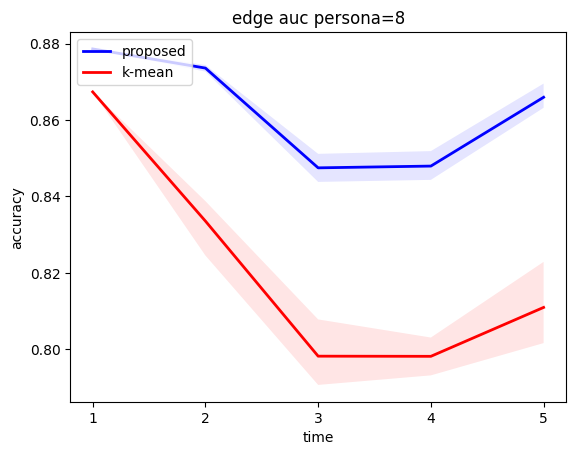 edge auc persona=8
proposed
k-mean
0.88
0.86
0.84
0.82
0.80
accuracy
1 2 3 4 5
time